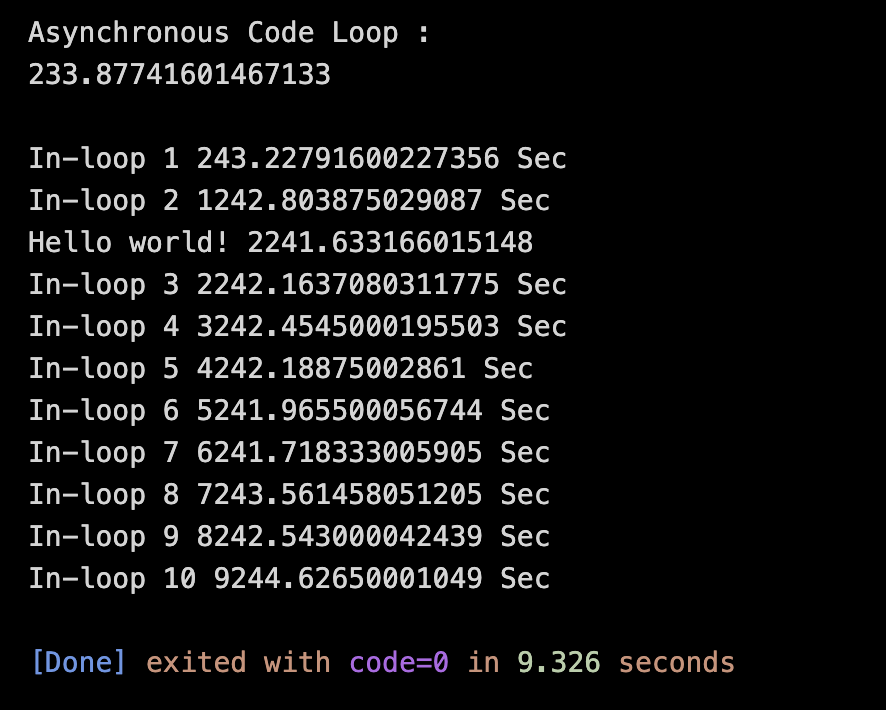 Asynchronous Code Loop :
233.87741601467133
In-loop 1 243.22791600227356 Sec
In-loop 2 1242.803875029087 Sec
Hello world! 2241.633166015148
In-loop 3 2242.1637080311775 Sec
In-loop 4 3242.4545000195503 Sec
In-loop 5 4242.18875002861 Sec
In-loop 6 5241.965500056744 Sec
In-loop 7 6241.718333005905 Sec
In-loop 8 7243.561458051205 Sec
In-loop 9 8242.543000042439 Sec
In-loop 10 9244.62650001049 Sec
[Done] exited with code=0 in 9.326 seconds